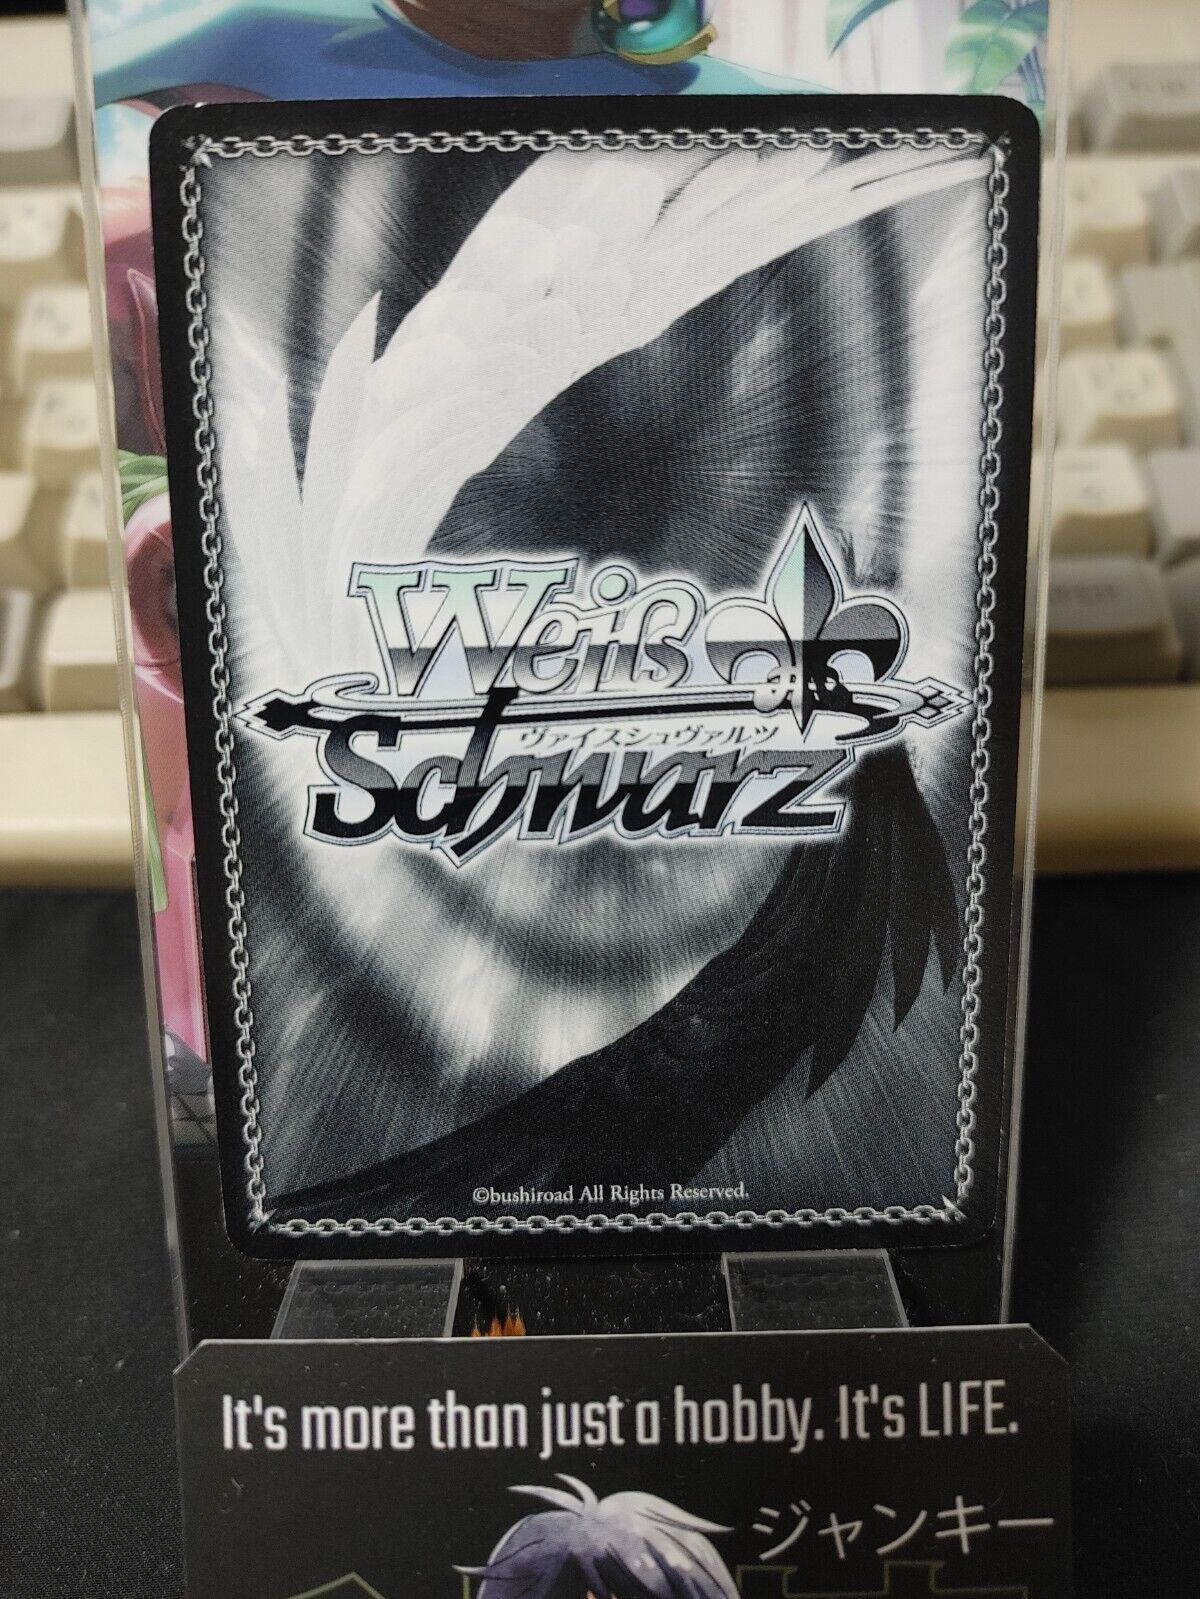 Weiß
ヴァイスシュヴァルツ
Schwarz
©bushiroad All Rights Reserved.
It's more than just a hobby. It's LIFE.
ジャンキー